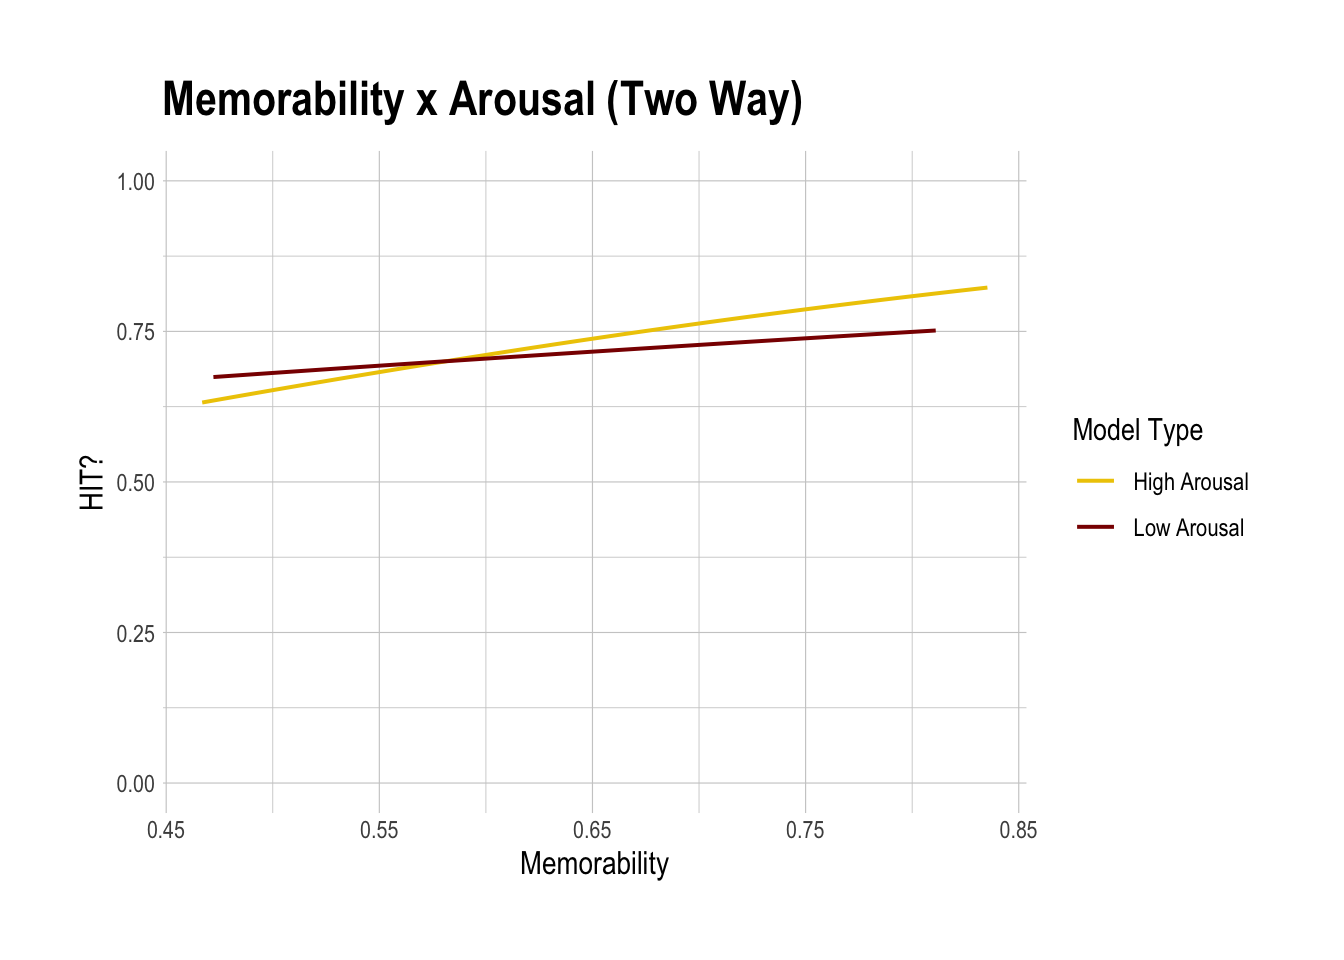 Memorability x Arousal (Two Way)
1.00
0.75
0.50
0.25
0.00
HIT?
0.45 0.55 0.65 0.75 0.85
Memorability
Model Type
High Arousal
Low Arousal